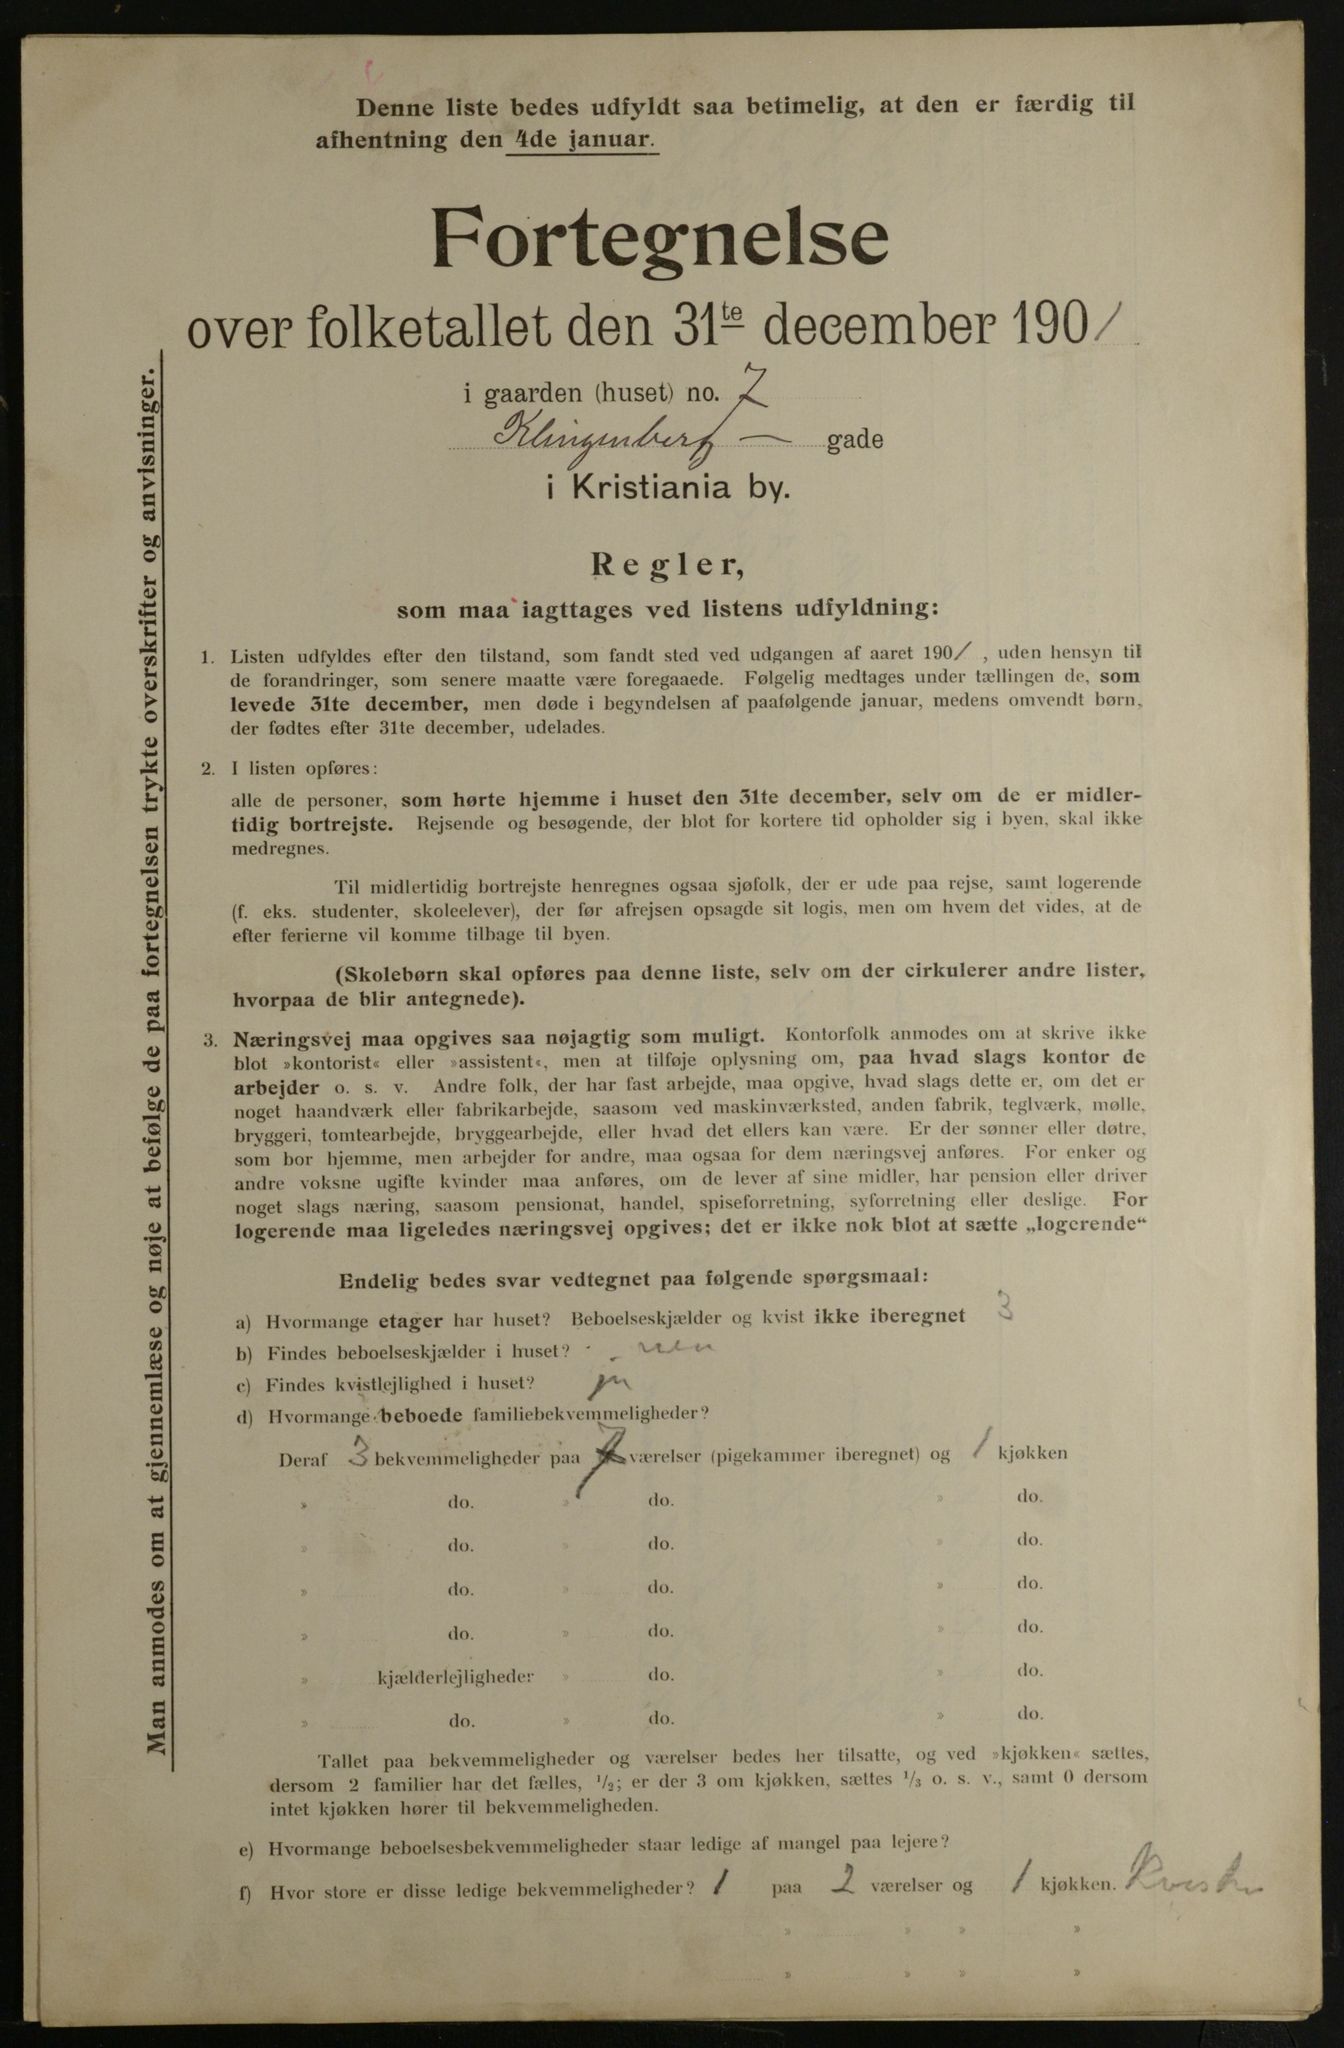 Denne liste bedes udfyldt saa betimelig, at den er færdig til
afhentning den 4de januar.
Fortegnelse
over folketallet den 31te december 1901
i gaarden (huset) no. 7
Klingenberg — gade
i Kristiania by.
Regler,
som maa iagttages ved listens udfyldning:
1. Listen udfyldes efter den tilstand, som fandt sted ved udgangen af aaret 1901, uden hensyn til
de forandringer, som senere maatte være foregaaede. Følgelig medtages under tællingen de, som
levede 31te december, men døde i begyndelsen af paafølgende januar, medens omvendt børn,
der fødtes efter 31te december, udelades.
2. I listen opføres:
alle de personer, som hørte hjemme i huset den 31te december, selv om de er midler-
tidig bortrejste. Rejsende og besøgende, der blot for kortere tid opholder sig i byen, skal ikke
medregnes.
Til midlertidig bortrejste henregnes ogsaa sjøfolk, der er ude paa rejse, samt logerende
(f. eks. studenter, skoleelever), der før afrejsen opsagde sit logis, men om hvem det vides, at de
efter ferierne vil komme tilbage til byen.
(Skolebørn skal opføres paa denne liste, selv om der cirkulerer andre lister,
hvorpaa de blir antegnede).
3. Næringsvej maa opgives saa nøjagtig som muligt. Kontorfolk anmodes om at skrive ikke
blot »kontorist« eller »assistent«, men at tilføje oplysning om, paa hvad slags kontor de
arbejder o. s. v. Andre folk, der har fast arbejde, maa opgive, hvad slags dette er, om det er
noget haandværk eller fabrikarbejde, saasom ved maskinværksted, anden fabrik, teglværk, mølle,
bryggeri, tomtearbejde, bryggearbejde, eller hvad det ellers kan være. Er der sønner eller døtre,
som bor hjemme, men arbejder for andre, maa ogsaa for dem næringsvej anføres. For enker og
andre voksne ugifte kvinder maa anføres, om de lever af sine midler, har pension eller driver
noget slags næring, saasom pensionat, handel, spiseforretning, syforretning eller deslige. For
logerende maa ligeledes næringsvej opgives; det er ikke nok blot at sætte „logerende“
Endelig bedes svar vedtegnet paa følgende spørgsmaal:
a) Hvormange etager har huset? Beboelseskjælder og kvist ikke iberegnet 3
b) Findes beboelseskjælder i huset? nei
c) Findes kvistlejlighed i huset? ja
d) Hvormange beboede familiebekvemmeligheder?
Deraf 3 bekvemmeligheder paa 7 værelser (pigekammer iberegnet) og 1 kjøkken
» do. » do. » do.
» do. » do. » do.
» do. » do. » do.
» do. » do. » do.
» kjælderlejligheder » do. » do.
» do. » do. » do.
Tallet paa bekvemmeligheder og værelser bedes her tilsatte, og ved »kjøkken« sættes,
dersom 2 familier har det fælles, 1/2; er der 3 om kjøkken, sættes 1/3 o. s. v., samt 0 dersom
intet kjøkken hører til bekvemmeligheden.
e) Hvormange beboelsesbekvemmeligheder staar ledige af mangel paa lejere?
f) Hvor store er disse ledige bekvemmeligheder? 1 paa 2 værelser og 1 kjøkken.
» » » »
» » » »
Man anmodes om at gjennemlæse og nøje at befølge de paa fortegnelsen trykte overskrifter og anvisninger.